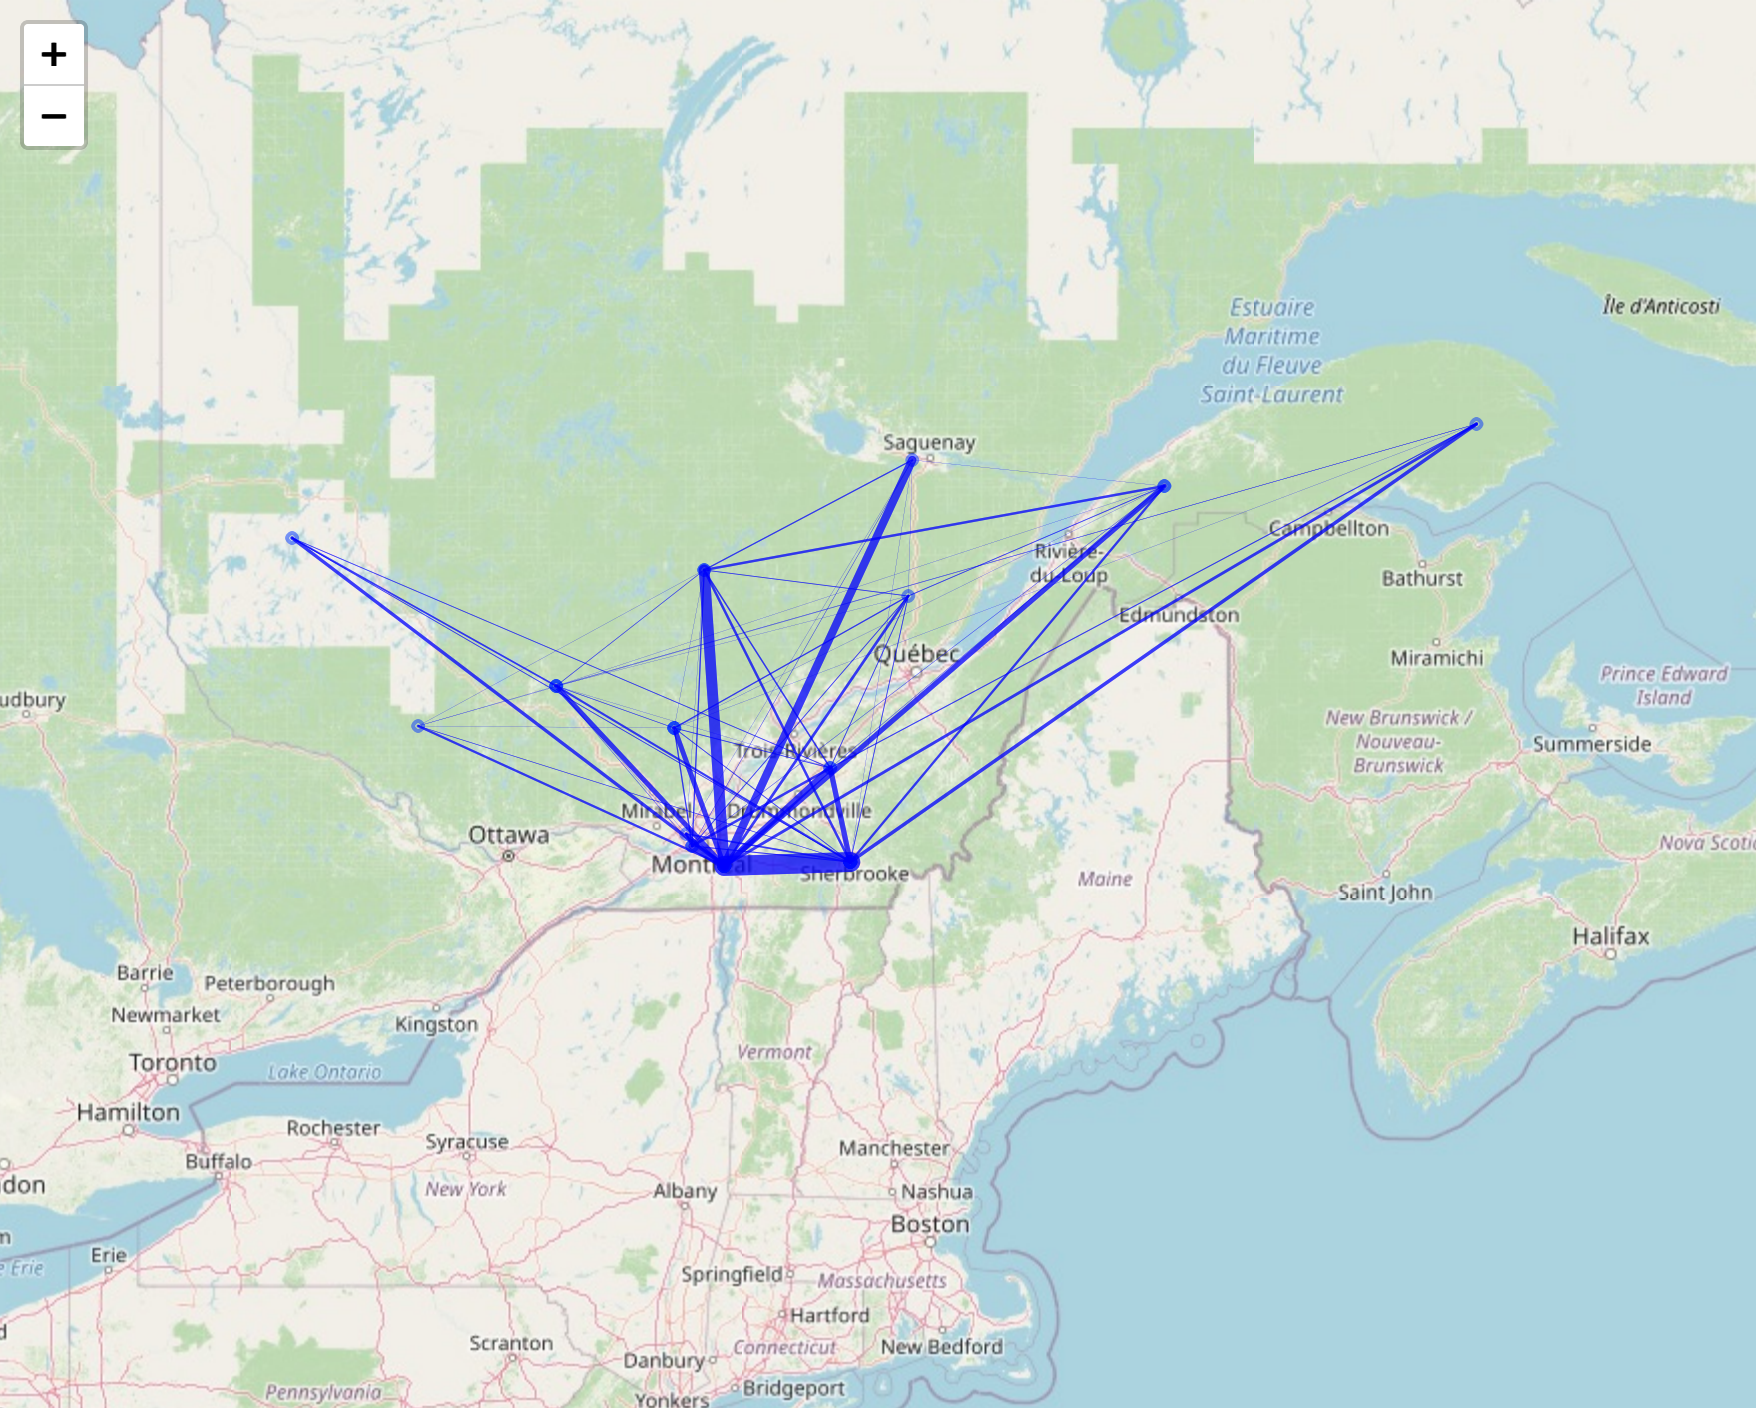 +
−
Estuaire
Maritime
du Fleuve
Saint-Laurent
Île d'Anticosti
Saguenay
Campbellton
Rivière-
du-Loup
Bathurst
Edmundston
Québec
Miramichi
Prince Edward
Island
udbury
New Brunswick /
Nouveau-
Brunswick
Trois-Rivières
Summerside
Mirabel
Drummondville
Ottawa
Nova Scotia
Montréal
Sherbrooke
Maine
Saint John
Halifax
Barrie
Peterborough
Newmarket
Kingston
Vermont
Toronto
Lake Ontario
Hamilton
Rochester
Syracuse
Manchester
Buffalo
don
New York
Albany
Nashua
Boston
m
Erie
e Erie
Springfield
Massachusetts
Hartford
d
Scranton
Connecticut
New Bedford
Danbury
Pennsylvania
Bridgeport
Yonkers